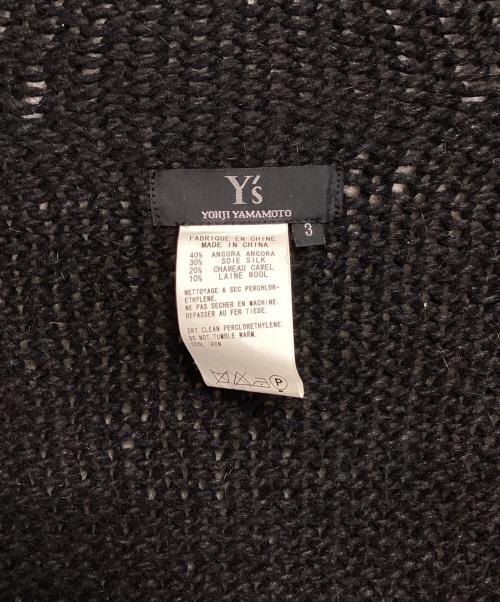 Y's
YOHJI YAMAMOTO
3
FABRIQUE EN CHINE
MADE IN CHINA
40% ANGORA ANGORA
30% SOIE SILK
20% CHAMEAU CAMEL
10% LAINE WOOL
NETTOYAGE A SEC PERCHLOR-
ETHYLENE.
NE PAS SECHER EN MACHINE.
REPASSER AU FER TIEDE.
DRY CLEAN PERCLORETHYLENE.
DO NOT TUMBLE WARM.
COOL IRON
P